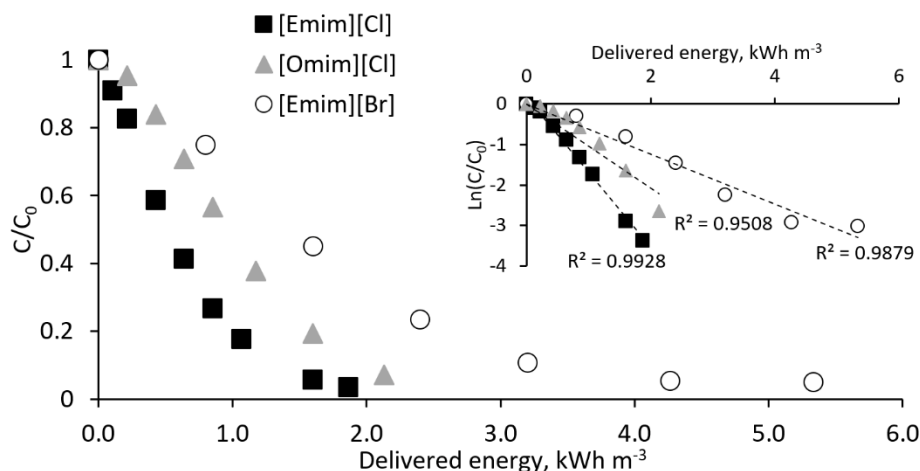 [Emim][Cl]
[Omim][Cl]
[Emim][Br]
Delivered energy, kWh m-3
0 2 4 6
0
-1
-2
-3
-4
Ln(C/C0)
R² = 0.9508
R² = 0.9928
R² = 0.9879
1
0.8
0.6
0.4
0.2
0
C/C0
0.0 1.0 2.0 3.0 4.0 5.0 6.0
Delivered energy, kWh m-3